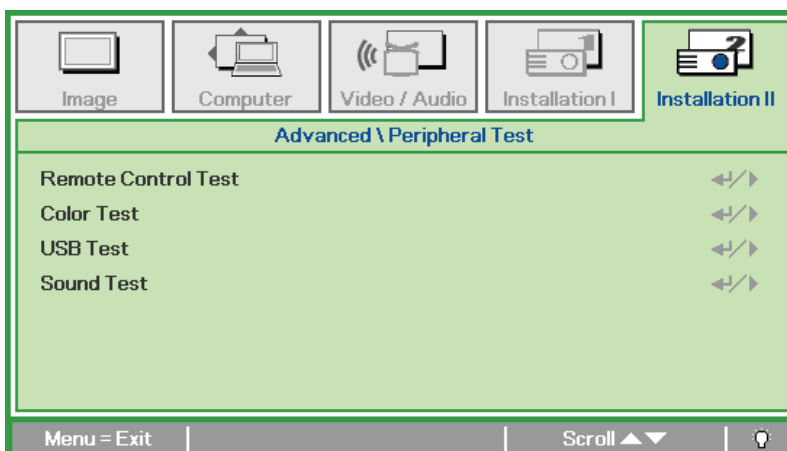 Image Computer Video / Audio Installation I Installation II
Advanced \ Peripheral Test
Remote Control Test
Color Test
USB Test
Sound Test
Menu = Exit Scroll